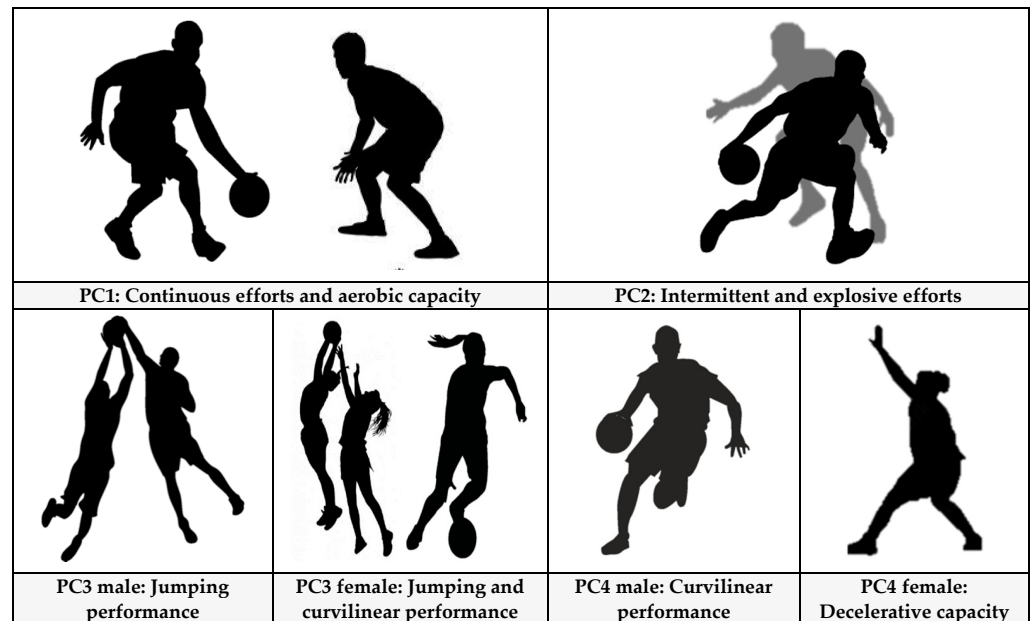 PC1: Continuous efforts and aerobic capacity
PC2: Intermittent and explosive efforts
PC3 male: Jumping
performance
PC3 female: Jumping and
curvilinear performance
PC4 male: Curvilinear
performance
PC4 female:
Decelerative capacity